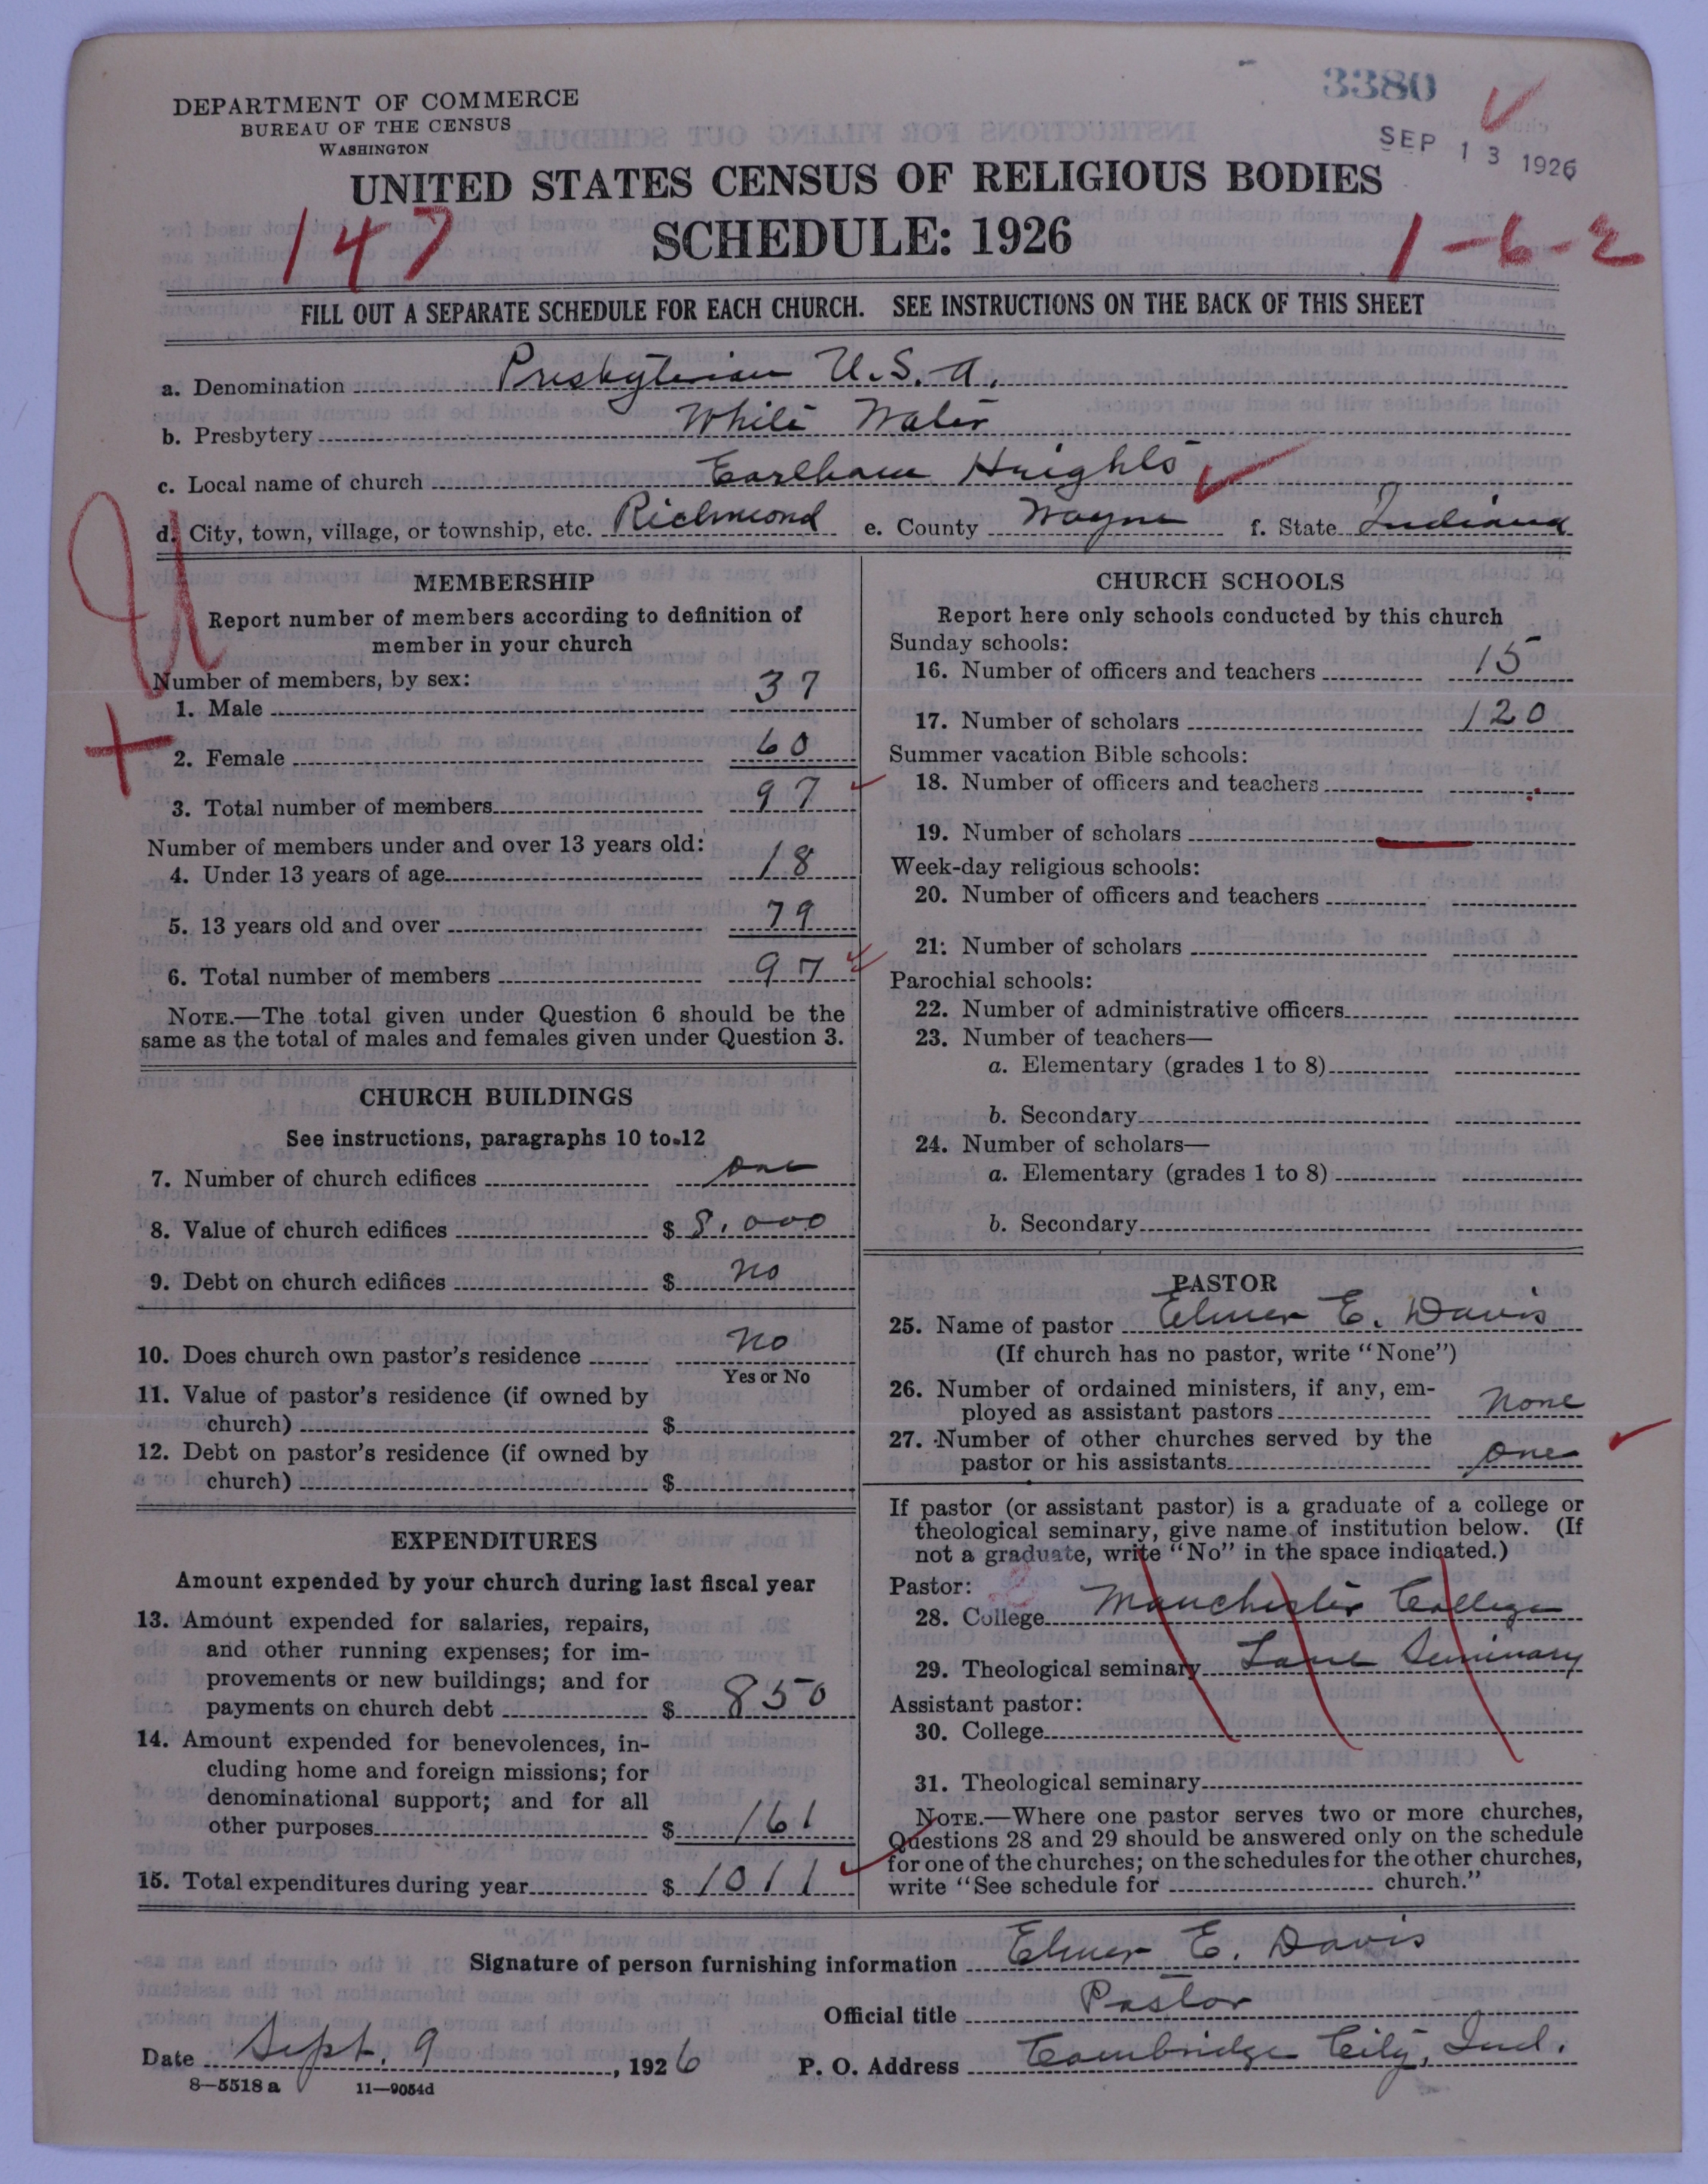 3380
DEPARTMENT OF COMMERCE
BUREAU OF THE CENSUS
WASHINGTON
SEP 13 1926
UNITED STATES CENSUS OF RELIGIOUS BODIES
147 SCHEDULE: 1926 1-6-2
FILL OUT A SEPARATE SCHEDULE FOR EACH CHURCH. SEE INSTRUCTIONS ON THE BACK OF THIS SHEET
a. Denomination Presbyterian U.S.A.
b. Presbytery White Water
c. Local name of church Earlham Heights
d. City, town, village, or township, etc. Richmond e. County Wayne f. State Indiana
MEMBERSHIP
Report number of members according to definition of
member in your church
Number of members, by sex:
1. Male 37
2. Female 60
3. Total number of members 97
Number of members under and over 13 years old:
4. Under 13 years of age 18
5. 13 years old and over 79
6. Total number of members 97
NOTE.—The total given under Question 6 should be the
same as the total of males and females given under Question 3.
CHURCH BUILDINGS
See instructions, paragraphs 10 to 12
7. Number of church edifices one
8. Value of church edifices $ 8,000
9. Debt on church edifices $ no
10. Does church own pastor's residence no
Yes or No
11. Value of pastor's residence (if owned by
church) $
12. Debt on pastor's residence (if owned by
church) $
EXPENDITURES
Amount expended by your church during last fiscal year
13. Amount expended for salaries, repairs,
and other running expenses; for im-
provements or new buildings; and for
payments on church debt $ 850
14. Amount expended for benevolences, in-
cluding home and foreign missions; for
denominational support; and for all
other purposes $ 161
15. Total expenditures during year $ 1011
CHURCH SCHOOLS
Report here only schools conducted by this church
Sunday schools:
16. Number of officers and teachers 15
17. Number of scholars 120
Summer vacation Bible schools:
18. Number of officers and teachers
19. Number of scholars
Week-day religious schools:
20. Number of officers and teachers
21. Number of scholars
Parochial schools:
22. Number of administrative officers
23. Number of teachers—
a. Elementary (grades 1 to 8)
b. Secondary
24. Number of scholars—
a. Elementary (grades 1 to 8)
b. Secondary
PASTOR
25. Name of pastor Elmer E. Davis
(If church has no pastor, write "None")
26. Number of ordained ministers, if any, em-
ployed as assistant pastors none
27. Number of other churches served by the
pastor or his assistants one
If pastor (or assistant pastor) is a graduate of a college or
theological seminary, give name of institution below. (If
not a graduate, write "No" in the space indicated.)
Pastor:
28. College Manchester College
29. Theological seminary Lane Seminary
Assistant pastor:
30. College
31. Theological seminary
NOTE.—Where one pastor serves two or more churches,
Questions 28 and 29 should be answered only on the schedule
for one of the churches; on the schedules for the other churches,
write "See schedule for church."
Signature of person furnishing information Elmer E. Davis
Official title Pastor
Date Sept. 9, 1926 P. O. Address Cambridge City, Ind.
8—5518 a 11—9054d